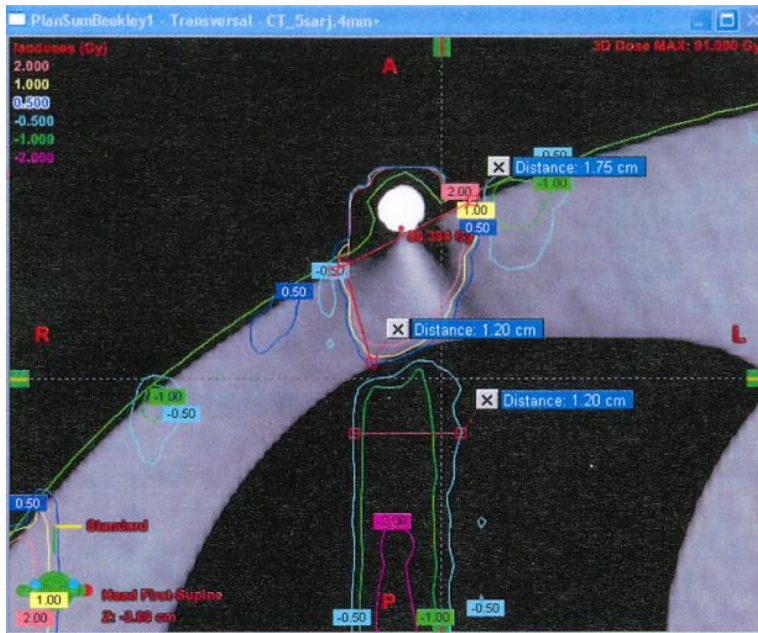 PlanSumBeekley1 - Transversal - CT_5sarj.4mm+
Isodoses (Gy)
2.000
1.000
0.500
-0.500
-1.000
-2.000
3D Dose MAX: 91.000 Gy
A
-0.50
Distance: 1.75 cm
-1.00
2.00
1.00
0.50
-0.50
0.50
R
Distance: 1.20 cm
L
-1.00
-0.50
Distance: 1.20 cm
0.50
Standard
-2.00
Head First-Supine
1.00
Z: -3.00 cm
2.00
P
-0.50
-1.00
-0.50